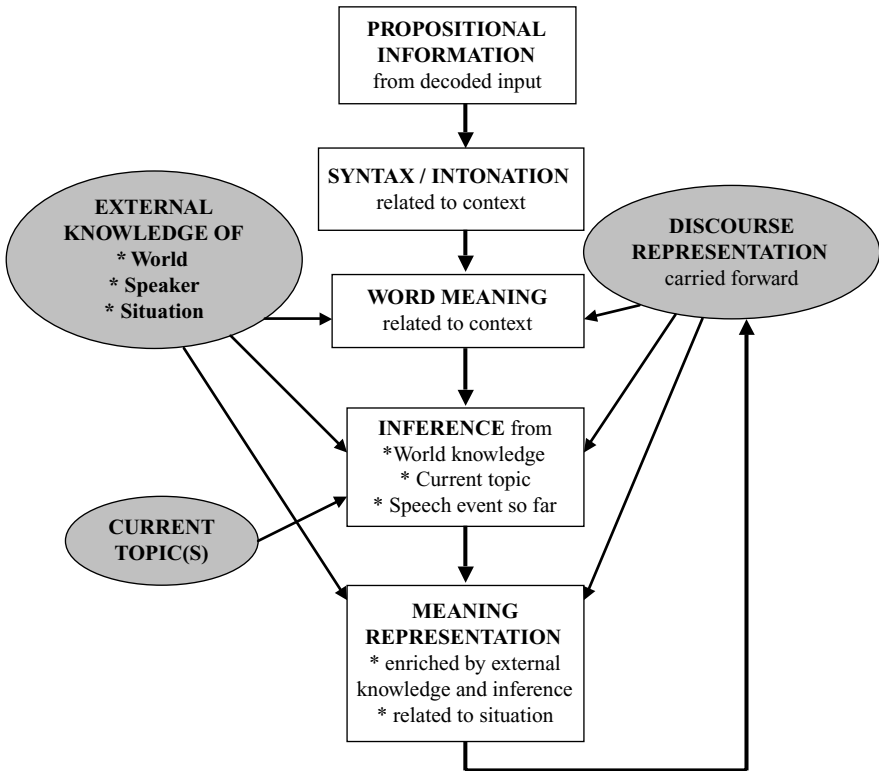 PROPOSITIONAL
INFORMATION
from decoded input
SYNTAX / INTONATION
related to context
EXTERNAL
KNOWLEDGE OF
* World
* Speaker
* Situation
DISCOURSE
REPRESENTATION
carried forward
WORD MEANING
related to context
INFERENCE from
*World knowledge
* Current topic
* Speech event so far
CURRENT
TOPIC(S)
MEANING
REPRESENTATION
* enriched by external
knowledge and inference
* related to situation